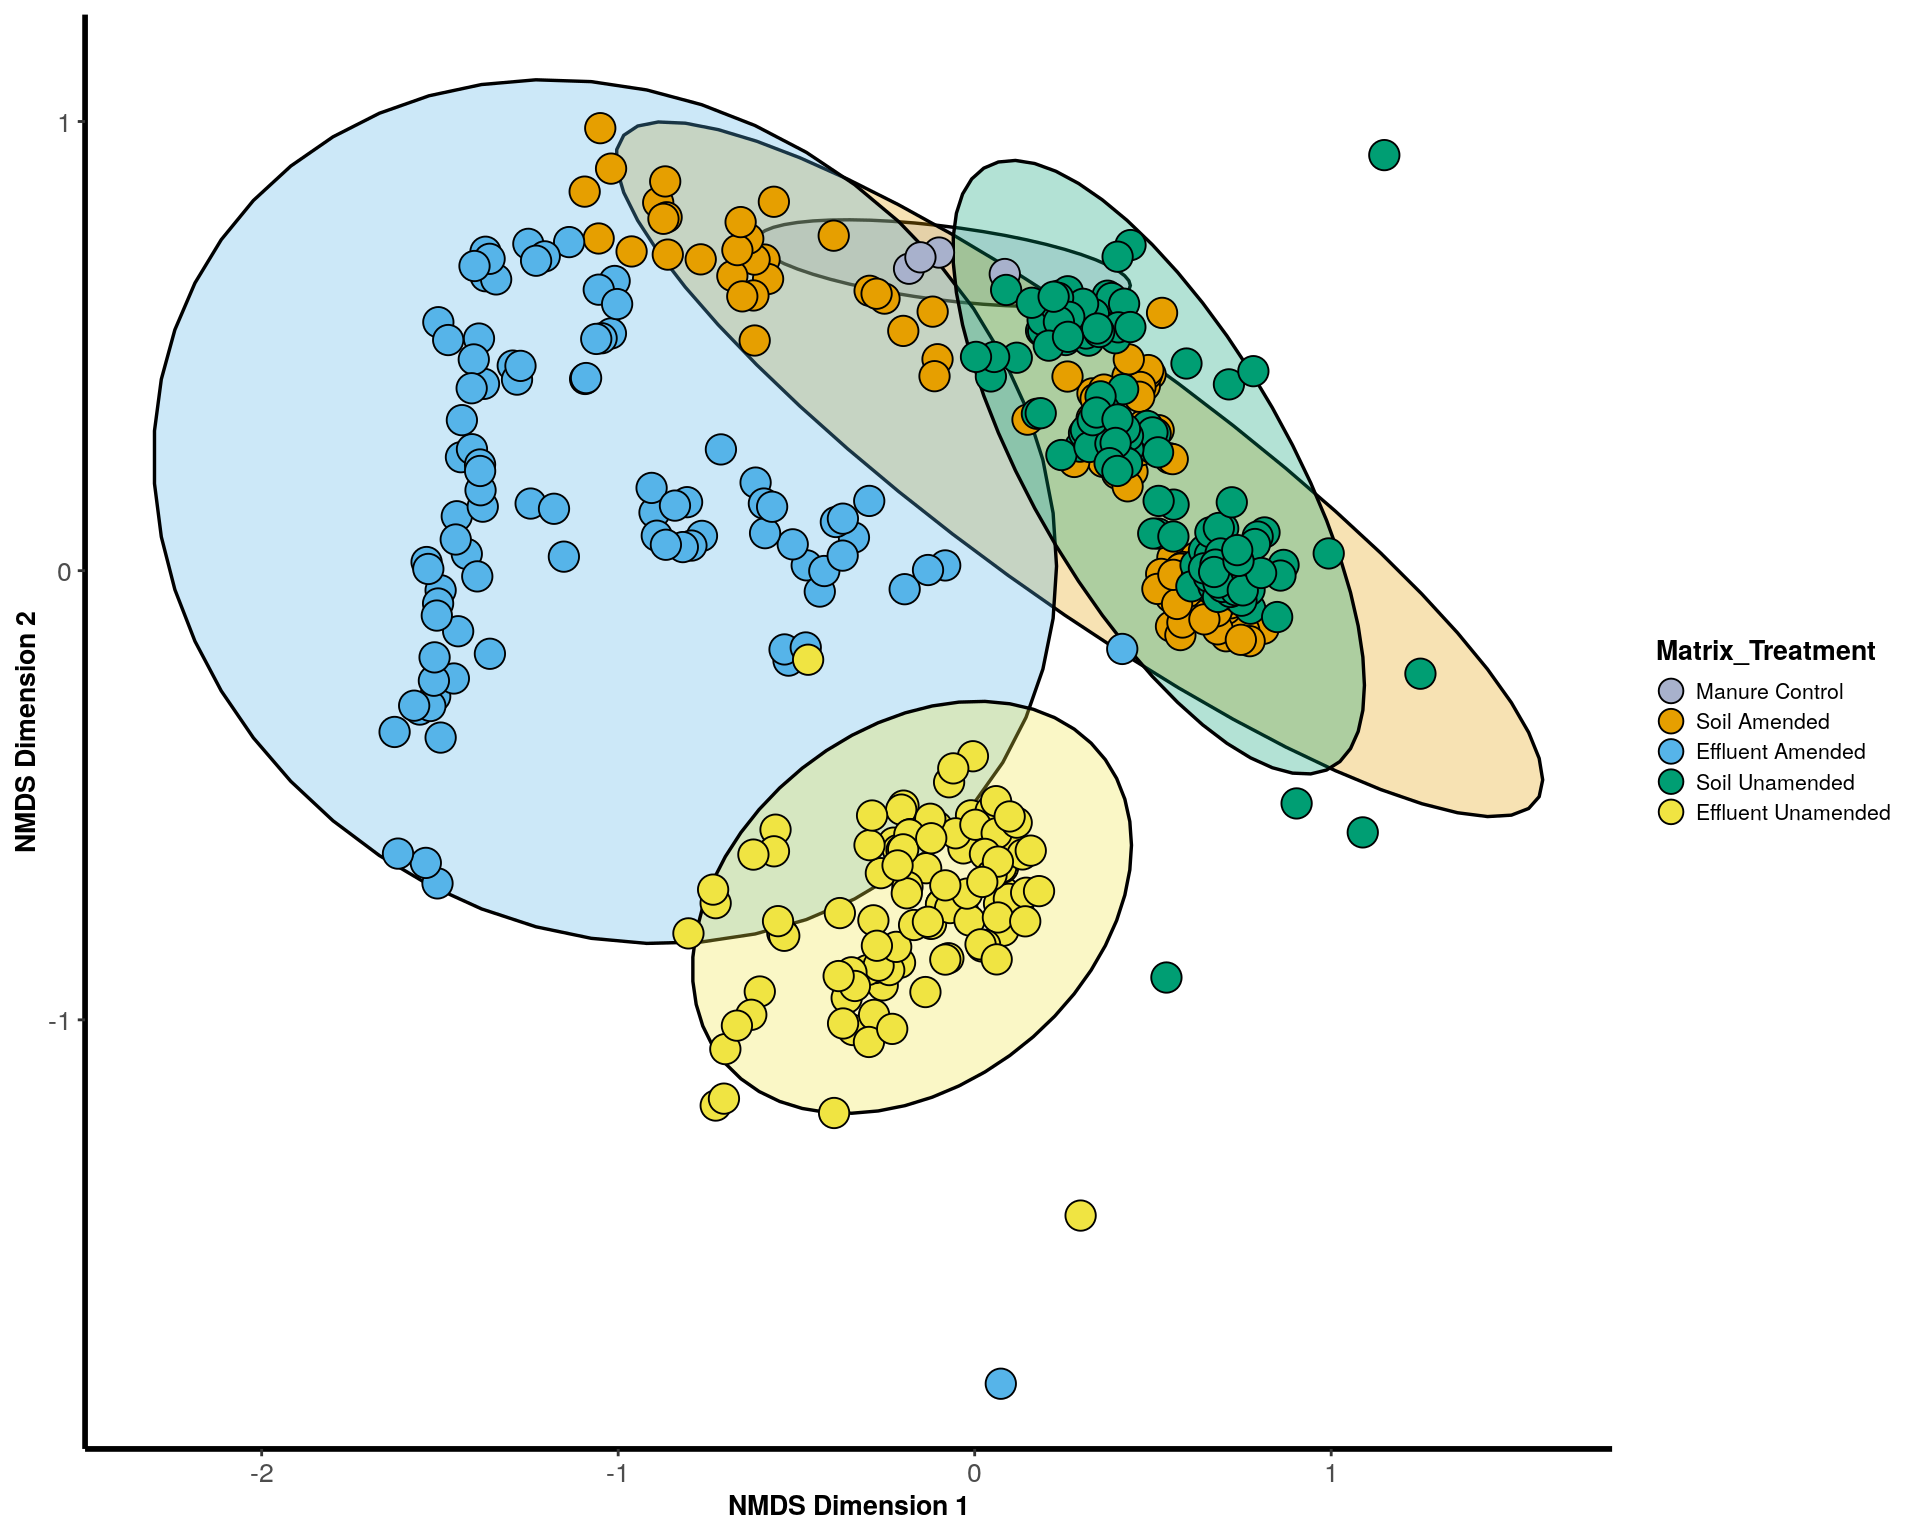 1
0
-1
NMDS Dimension 2
-2
-1
0
1
NMDS Dimension 1
Matrix_Treatment
Manure Control
Soil Amended
Effluent Amended
Soil Unamended
Effluent Unamended